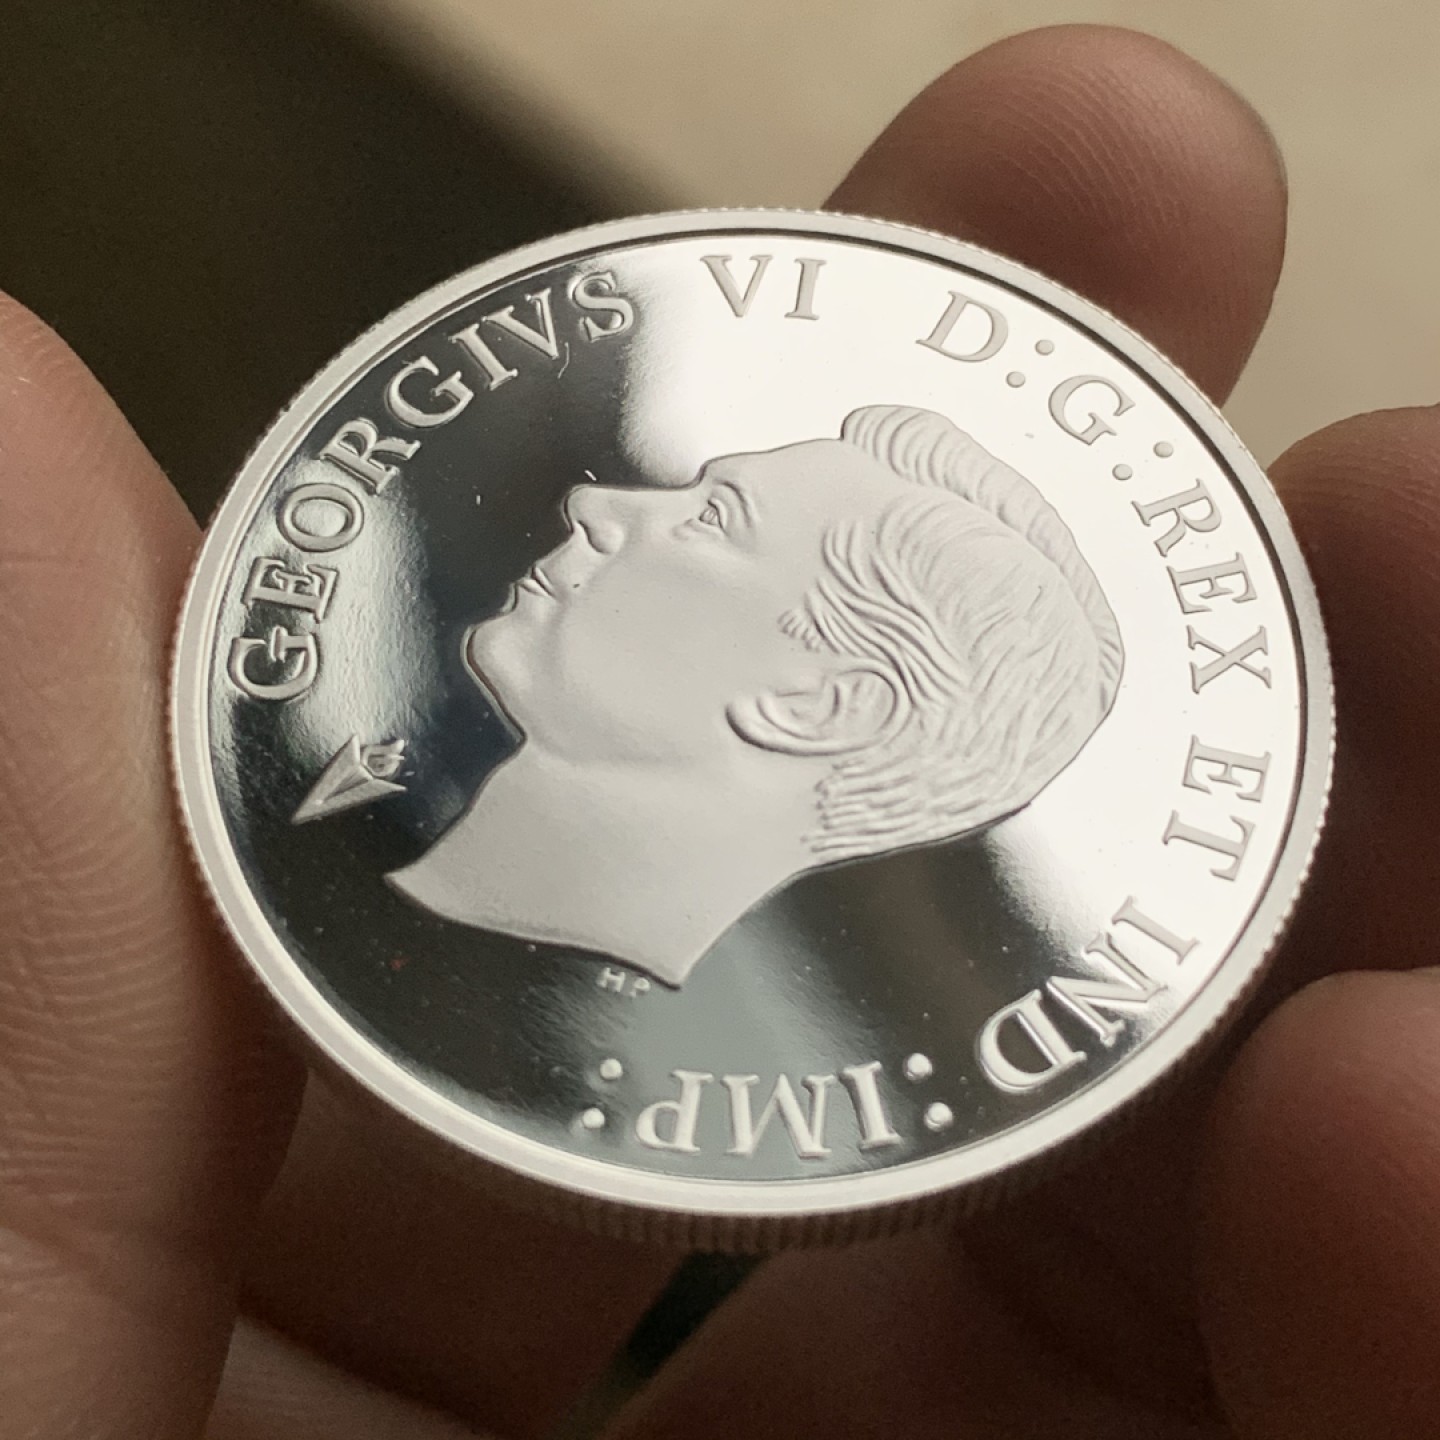 GEORGIVS VI D:G:REX ET IND:IMP:
HP